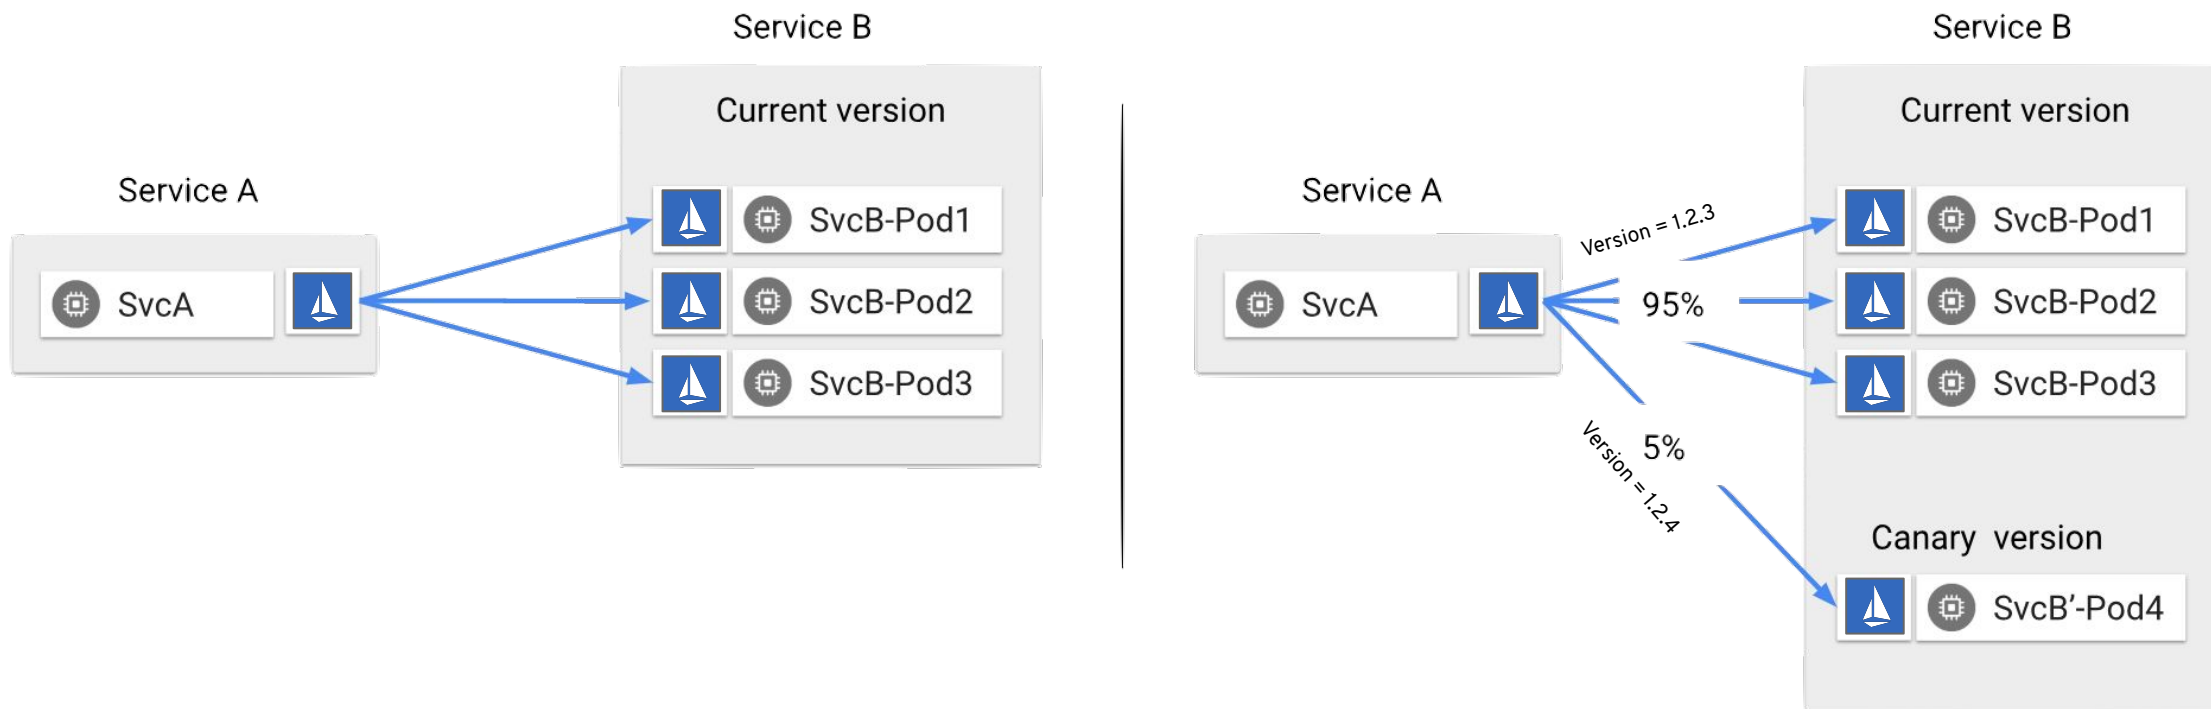 Service B
Current version
Service A
SvcB-Pod1
SvcA
SvcB-Pod2
SvcB-Pod3
Service B
Current version
Service A
Version = 1.2.3
SvcB-Pod1
SvcA
95%
SvcB-Pod2
SvcB-Pod3
5%
Version = 1.2.4
Canary version
SvcB’-Pod4